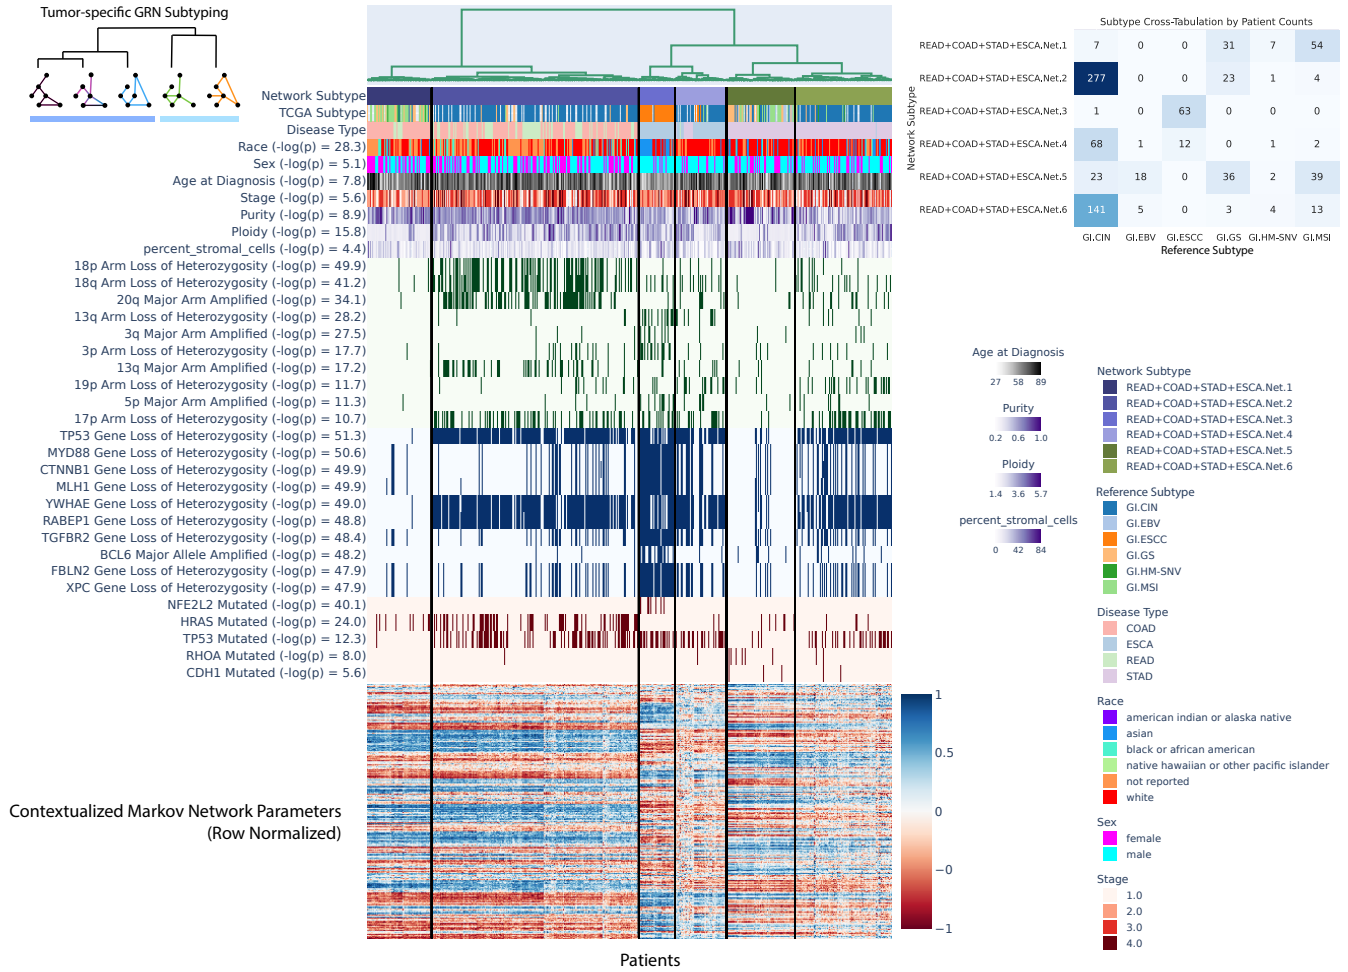 Tumor-specific GRN Subtyping
Network Subtype
TCGA Subtype
Disease Type
Race (-log(p) = 28.3)
Sex (-log(p) = 5.1)
Age at Diagnosis (-log(p) = 7.8)
Stage (-log(p) = 5.6)
Purity (-log(p) = 8.9)
Ploidy (-log(p) = 15.8)
percent_stromal_cells (-log(p) = 4.4)
18p Arm Loss of Heterozygosity (-log(p) = 49.9)
18q Arm Loss of Heterozygosity (-log(p) = 41.2)
20q Major Arm Amplified (-log(p) = 34.1)
13q Arm Loss of Heterozygosity (-log(p) = 28.2)
3q Major Arm Amplified (-log(p) = 27.5)
3p Arm Loss of Heterozygosity (-log(p) = 17.7)
13q Major Arm Amplified (-log(p) = 17.2)
19p Arm Loss of Heterozygosity (-log(p) = 11.7)
5p Major Arm Amplified (-log(p) = 11.3)
17p Arm Loss of Heterozygosity (-log(p) = 10.7)
TP53 Gene Loss of Heterozygosity (-log(p) = 51.3)
MYD88 Gene Loss of Heterozygosity (-log(p) = 50.6)
CTNNB1 Gene Loss of Heterozygosity (-log(p) = 49.9)
MLH1 Gene Loss of Heterozygosity (-log(p) = 49.9)
YWHAE Gene Loss of Heterozygosity (-log(p) = 49.0)
RABEP1 Gene Loss of Heterozygosity (-log(p) = 48.8)
TGFBR2 Gene Loss of Heterozygosity (-log(p) = 48.4)
BCL6 Major Allele Amplified (-log(p) = 48.2)
FBLN2 Gene Loss of Heterozygosity (-log(p) = 47.9)
XPC Gene Loss of Heterozygosity (-log(p) = 47.9)
NFE2L2 Mutated (-log(p) = 40.1)
HRAS Mutated (-log(p) = 24.0)
TP53 Mutated (-log(p) = 12.3)
RHOA Mutated (-log(p) = 8.0)
CDH1 Mutated (-log(p) = 5.6)
Contextualized Markov Network Parameters
(Row Normalized)
Patients
1
0.5
0
−0
−1
Subtype Cross-Tabulation by Patient Counts
Network Subtype
READ+COAD+STAD+ESCA.Net.1 7 0 0 31 7 54
READ+COAD+STAD+ESCA.Net.2 277 0 0 23 1 4
READ+COAD+STAD+ESCA.Net.3 1 0 63 0 0 0
READ+COAD+STAD+ESCA.Net.4 68 1 12 0 1 2
READ+COAD+STAD+ESCA.Net.5 23 18 0 36 2 39
READ+COAD+STAD+ESCA.Net.6 141 5 0 3 4 13
GI.CIN GI.EBV GI.ESCC GI.GS GI.HM-SNV GI.MSI
Reference Subtype
Age at Diagnosis
27 58 89
Purity
0.2 0.6 1.0
Ploidy
1.4 3.6 5.7
percent_stromal_cells
0 42 84
Network Subtype
READ+COAD+STAD+ESCA.Net.1
READ+COAD+STAD+ESCA.Net.2
READ+COAD+STAD+ESCA.Net.3
READ+COAD+STAD+ESCA.Net.4
READ+COAD+STAD+ESCA.Net.5
READ+COAD+STAD+ESCA.Net.6
Reference Subtype
GI.CIN
GI.EBV
GI.ESCC
GI.GS
GI.HM-SNV
GI.MSI
Disease Type
COAD
ESCA
READ
STAD
Race
american indian or alaska native
asian
black or african american
native hawaiian or other pacific islander
not reported
white
Sex
female
male
Stage
1.0
2.0
3.0
4.0